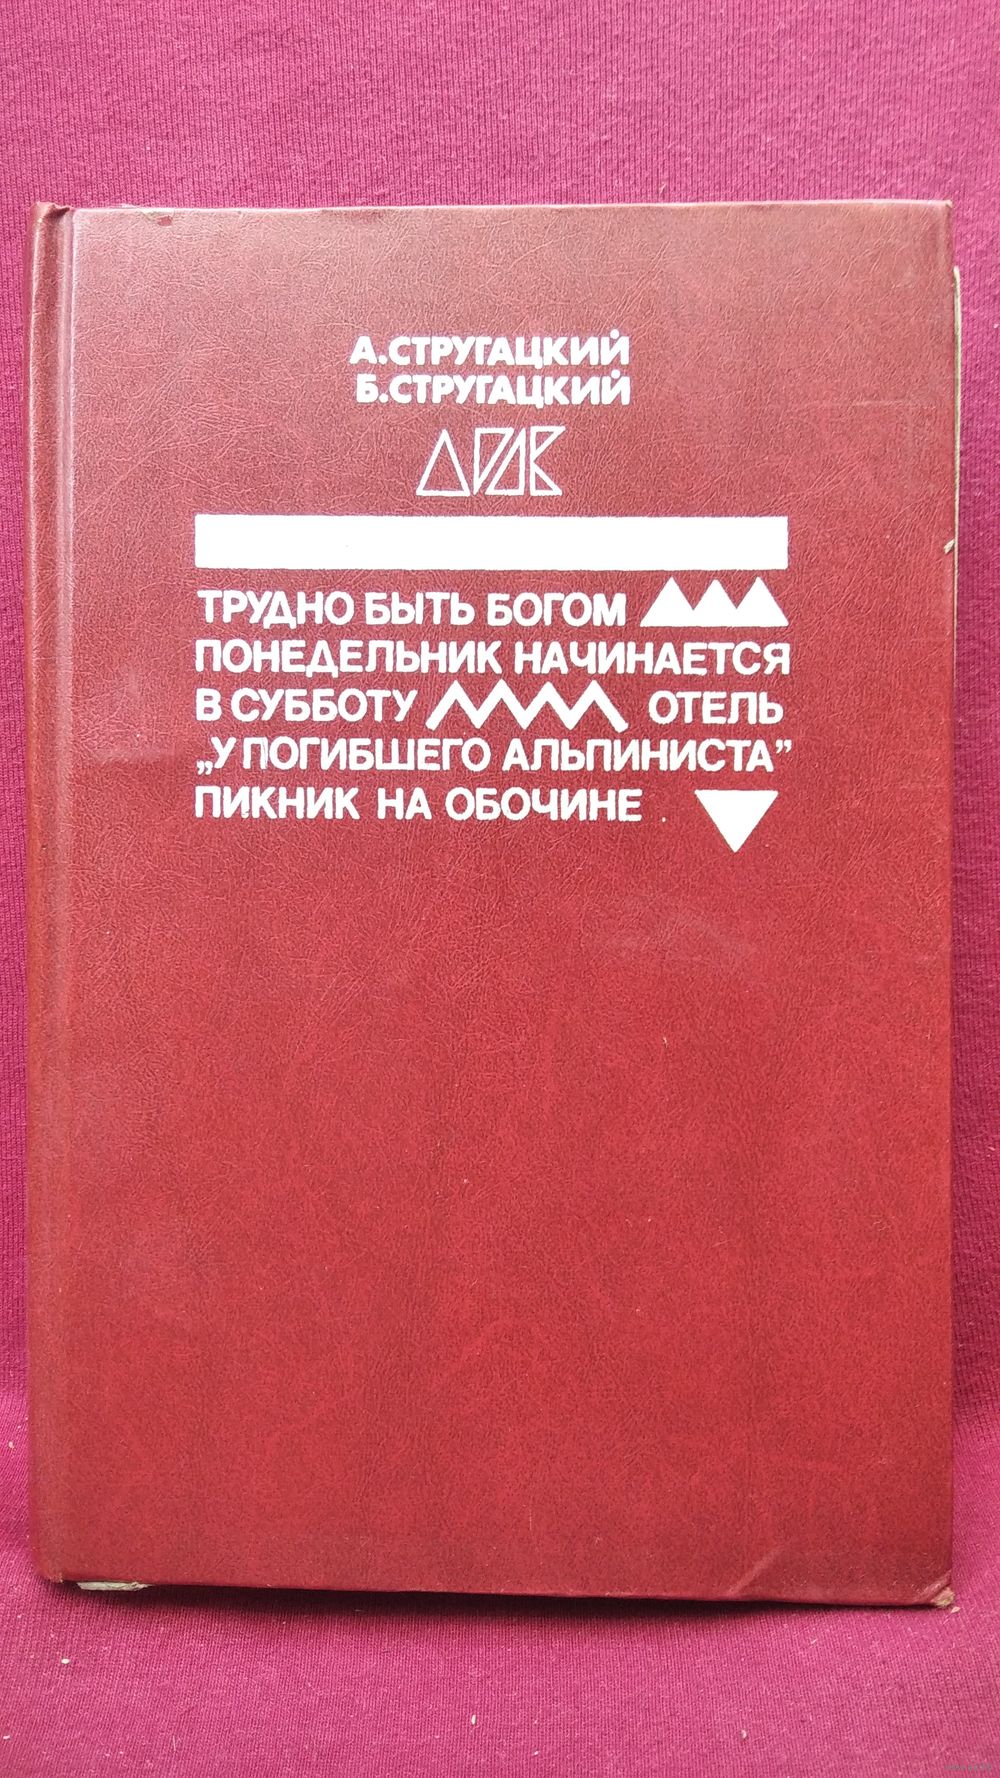 А.СТРУГАЦКИЙ
Б.СТРУГАЦКИЙ
ТРУДНО БЫТЬ БОГОМ
ПОНЕДЕЛЬНИК НАЧИНАЕТСЯ
В СУББОТУ ОТЕЛЬ
„У ПОГИБШЕГО АЛЬПИНИСТА”
ПИКНИК НА ОБОЧИНЕ